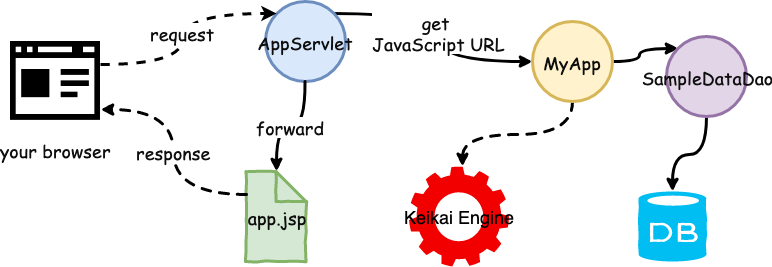 request
AppServlet
get
JavaScript URL
MyApp
SampleDataDao
your browser
forward
response
app.jsp
Keikai Engine
DB